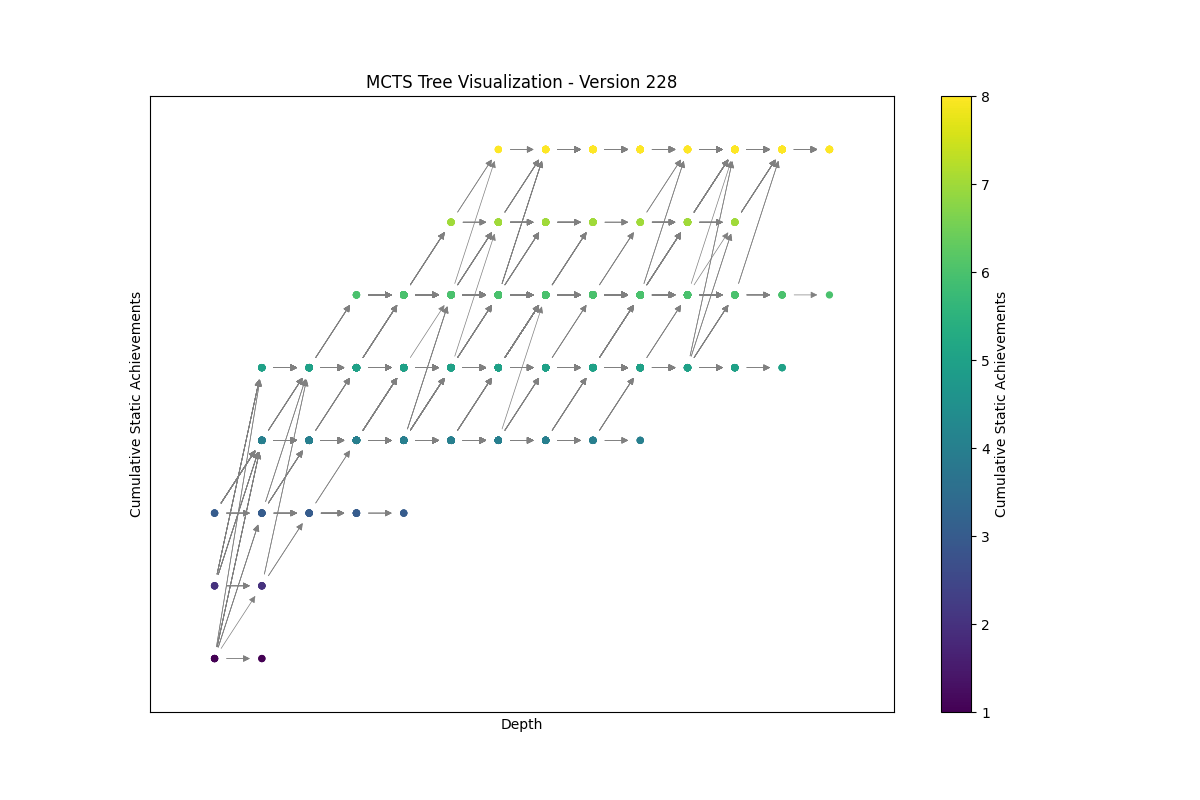 MCTS Tree Visualization - Version 228
Cumulative Static Achievements
Depth
8
7
6
5
4
3
2
1
Cumulative Static Achievements